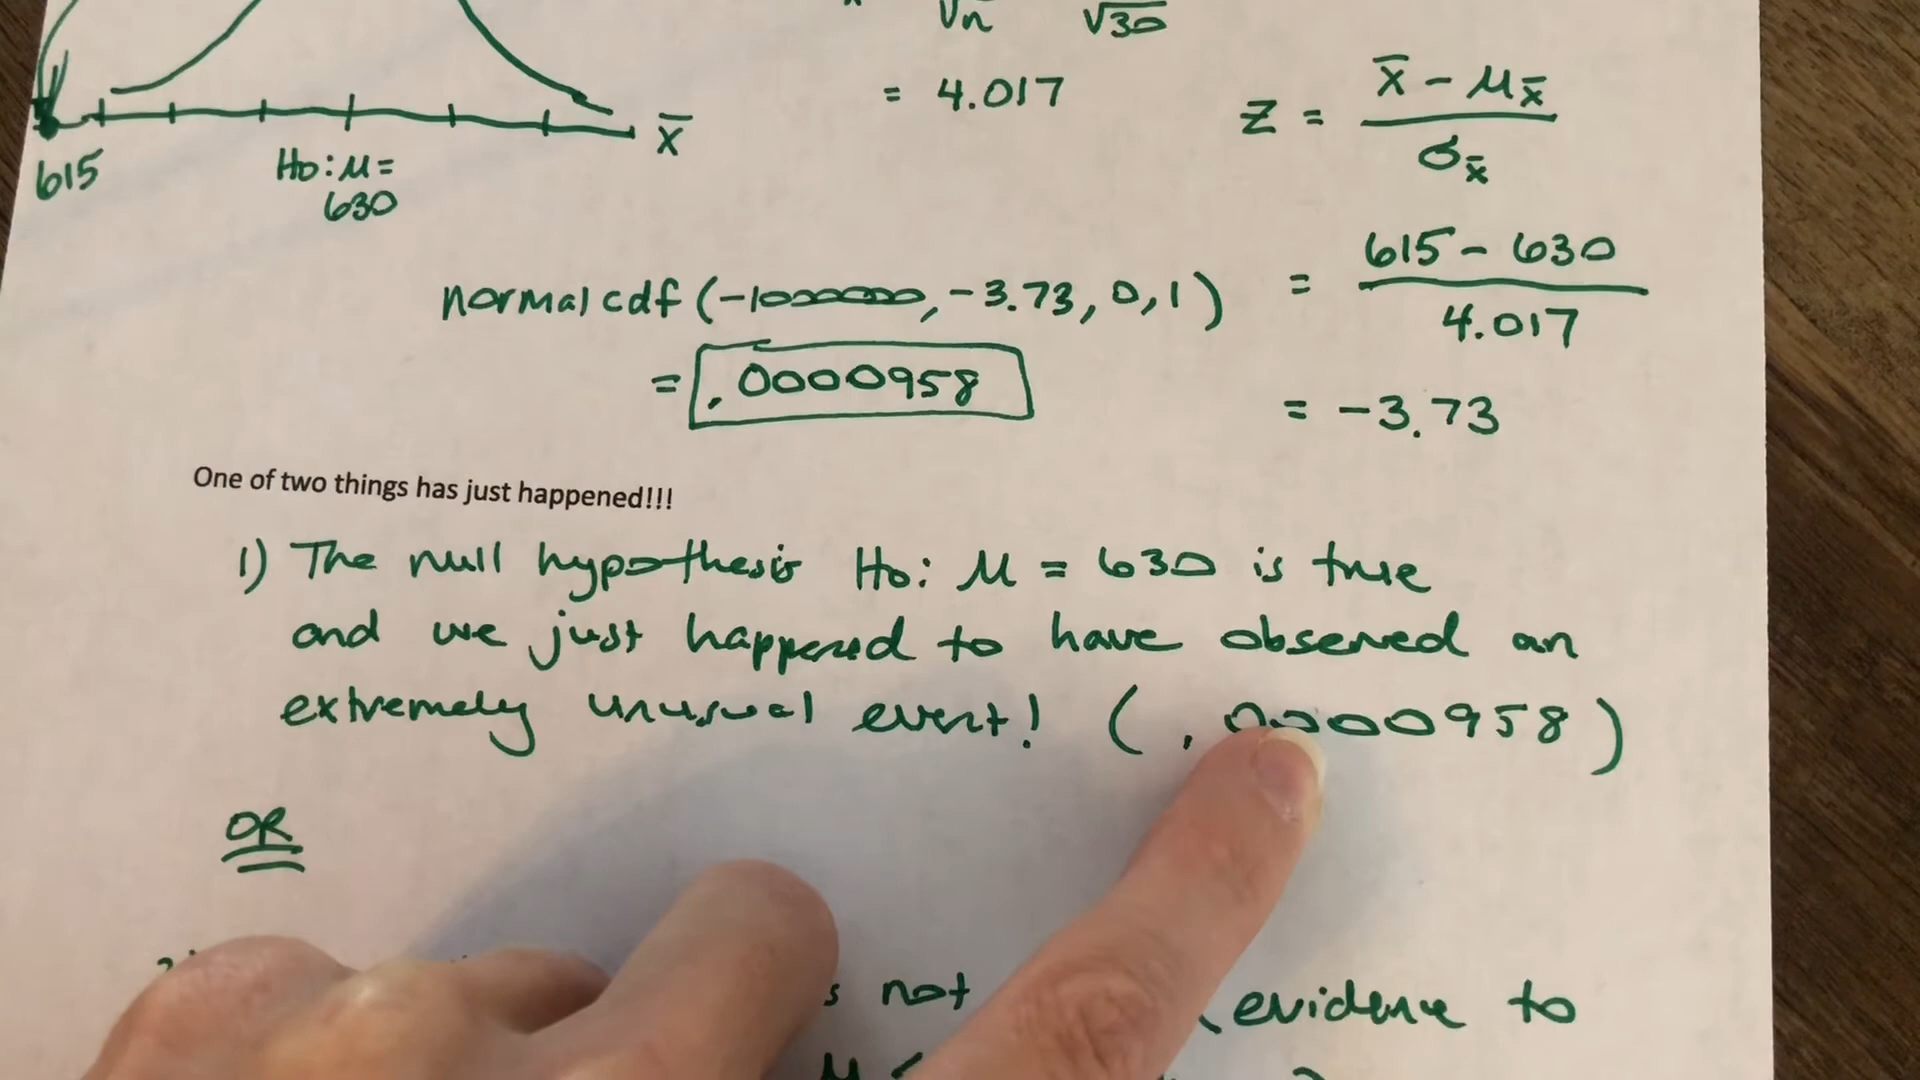 √n √30
= 4.017
z = x̄ - μx̄ / σx̄
x̄
615
Ho: μ =
630
= 615 - 630 / 4.017
normalcdf (-1000000, -3.73, 0, 1)
= .0000958
= -3.73
One of two things has just happened!!!
1) The null hypothesis Ho: μ = 630 is true
and we just happened to have observed an
extremely unusual event! ( .0000958 )
OR
not evidence to
μ <